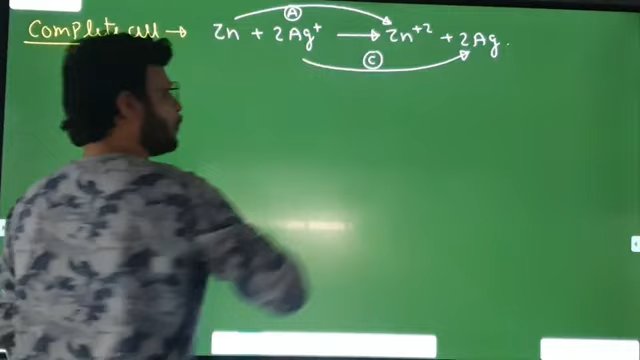 Complete cell → Zn + 2Ag⁺ ⟶ Zn⁺² + 2Ag.
A
C